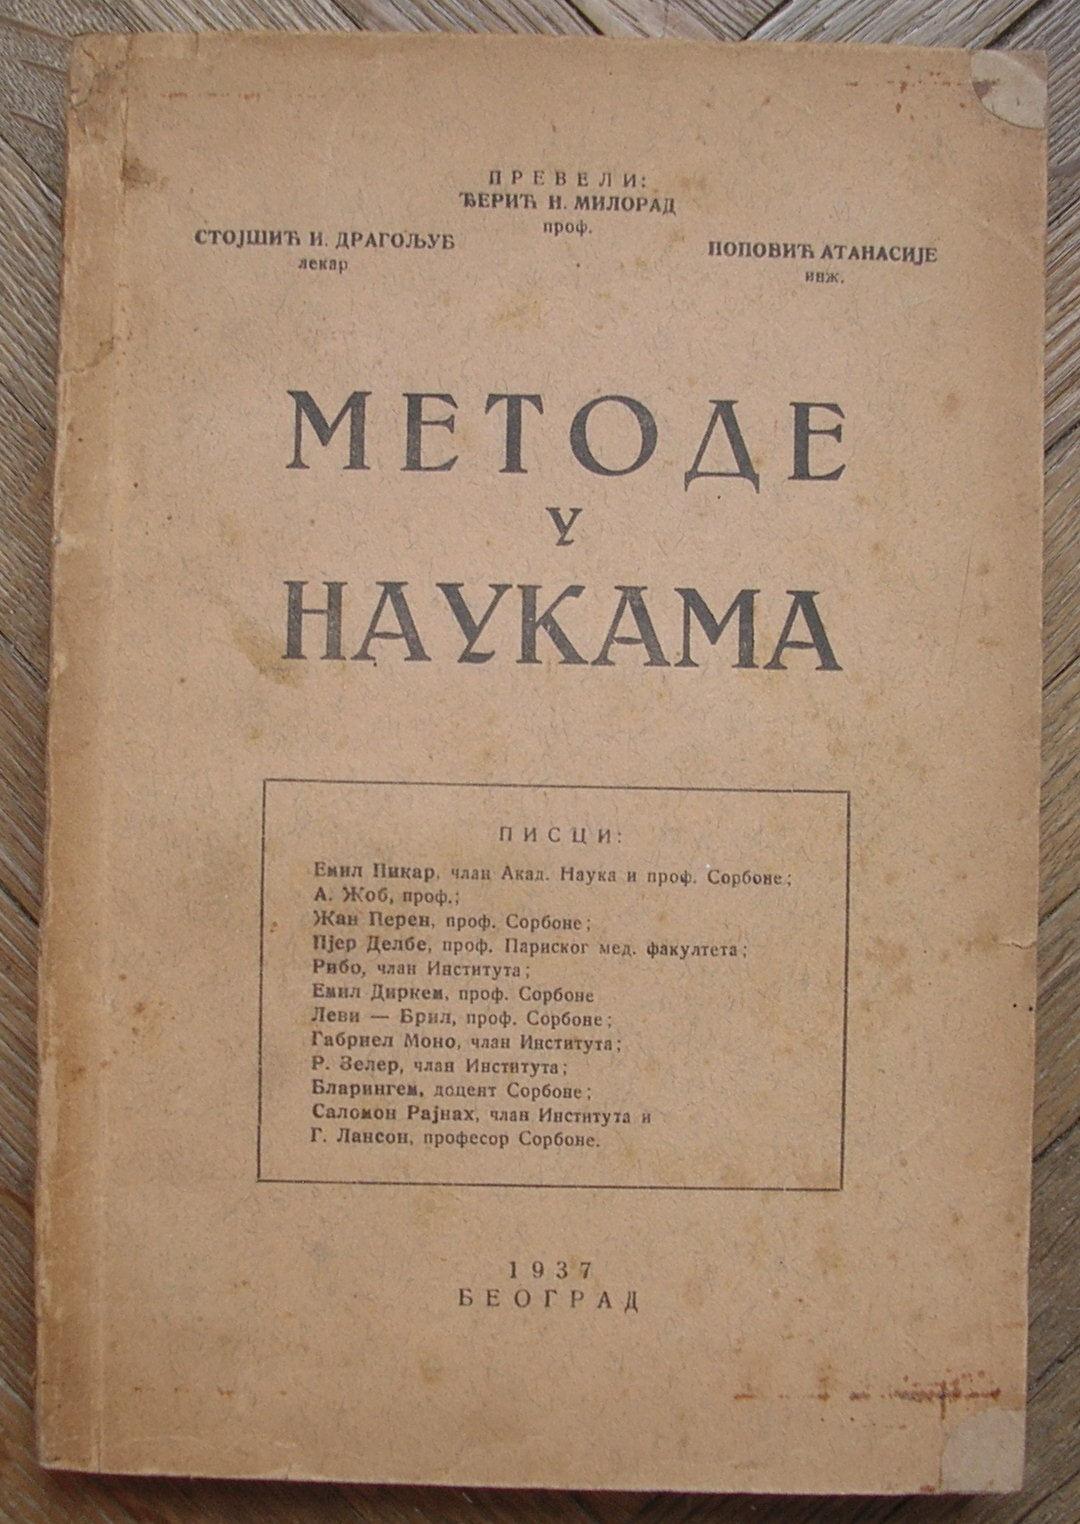 ПРЕВЕЛИ:
ЂЕРИЋ Н. МИЛОРАД
проф.
СТОЈШИЋ И. ДРАГОЉУБ
лекар
ПОПОВИЋ АТАНАСИЈЕ
инж.
МЕТОДЕ
У
НАУКАМА
ПИСЦИ:
Емил Пикар, члан Акад. Наука и проф. Сорбоне;
А. Жоб, проф.;
Жан Перен, проф. Сорбоне;
Пјер Делбе, проф. Париског мед. факултета;
Рибо, члан Института;
Емил Диркем, проф. Сорбоне
Леви — Брил, проф. Сорбоне;
Габриел Моно, члан Института;
Р. Зелер, члан Института;
Бларингем, доцент Сорбоне;
Саломон Рајнах, члан Института и
Г. Лансон, професор Сорбоне.
1937
БЕОГРАД